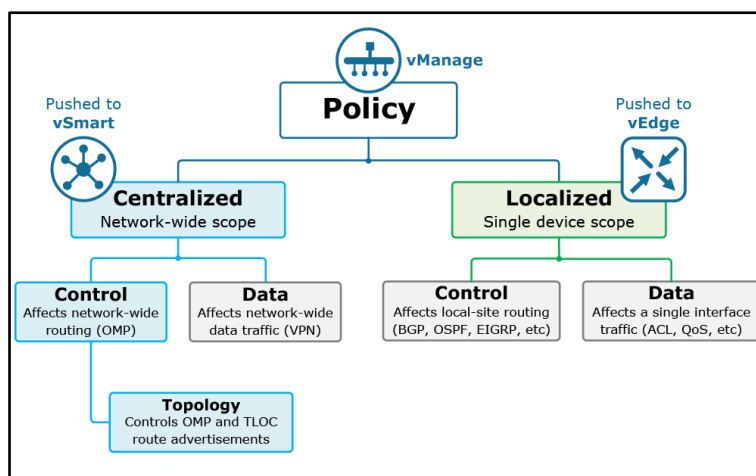 vManage
Policy
Pushed to
vSmart
Pushed to
vEdge
Centralized
Network-wide scope
Localized
Single device scope
Control
Affects network-wide
routing (OMP)
Data
Affects network-wide
data traffic (VPN)
Control
Affects local-site routing
(BGP, OSPF, EIGRP, etc)
Data
Affects a single interface
traffic (ACL, QoS, etc)
Topology
Controls OMP and TLOC
route advertisements